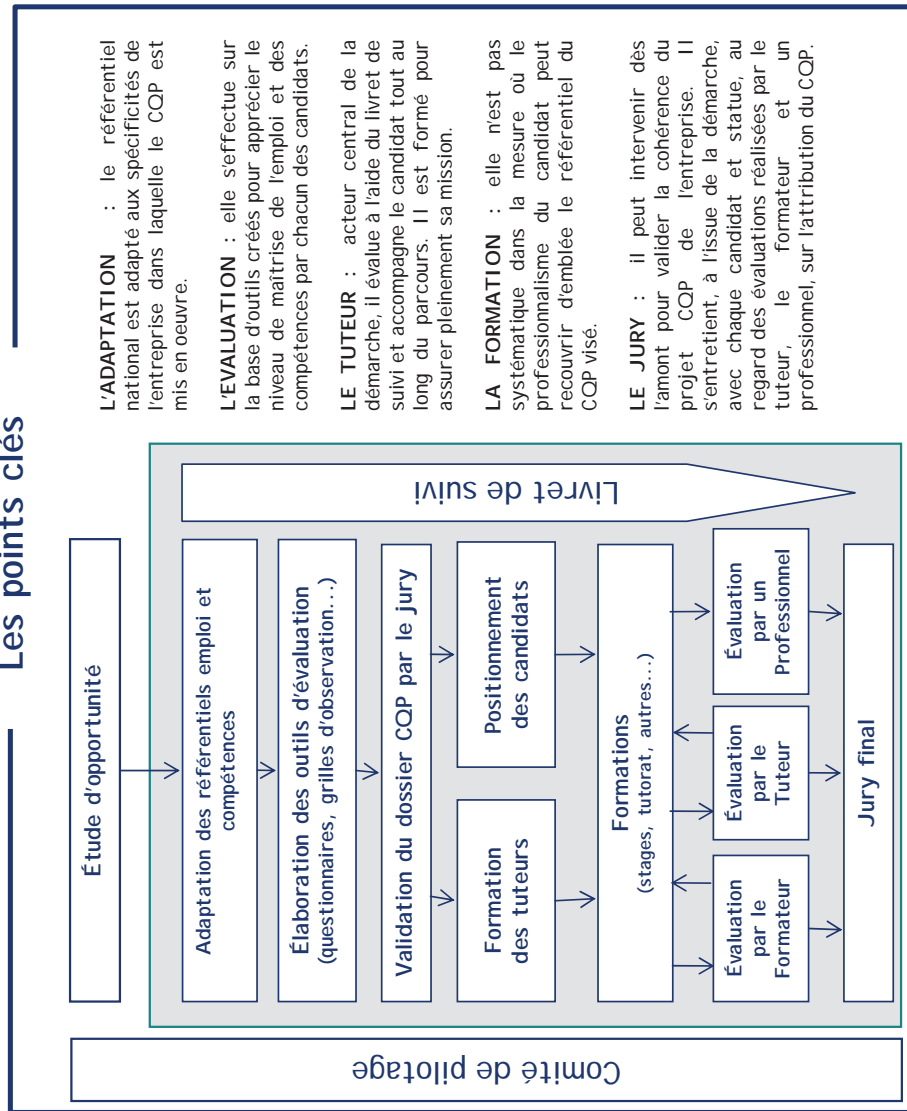 Les points clés
Comité de pilotage
Étude d'opportunité
Adaptation des référentiels emploi et
compétences
Élaboration des outils d'évaluation
(questionnaires, grilles d'observation...)
Validation du dossier CQP par le jury
Formation
des tuteurs
Positionnement
des candidats
Formations
(stages, tutorat, autres...)
Évaluation
par le
Formateur
Évaluation
par le
Tuteur
Évaluation
par un
Professionnel
Jury final
Livret de suivi
L'ADAPTATION : le référentiel
national est adapté aux spécificités de
l'entreprise dans laquelle le CQP est
mis en oeuvre.
L'EVALUATION : elle s'effectue sur
la base d'outils créés pour apprécier le
niveau de maîtrise de l'emploi et des
compétences par chacun des candidats.
LE TUTEUR : acteur central de la
démarche, il évalue à l'aide du livret de
suivi et accompagne le candidat tout au
long du parcours. Il est formé pour
assurer pleinement sa mission.
LA FORMATION : elle n'est pas
systématique dans la mesure où le
professionnalisme du candidat peut
recouvrir d'emblée le référentiel du
CQP visé.
LE JURY : il peut intervenir dès
l'amont pour valider la cohérence du
projet CQP de l'entreprise. Il
s'entretient, à l'issue de la démarche,
avec chaque candidat et statue, au
regard des évaluations réalisées par le
tuteur, le formateur et un
professionnel, sur l'attribution du CQP.